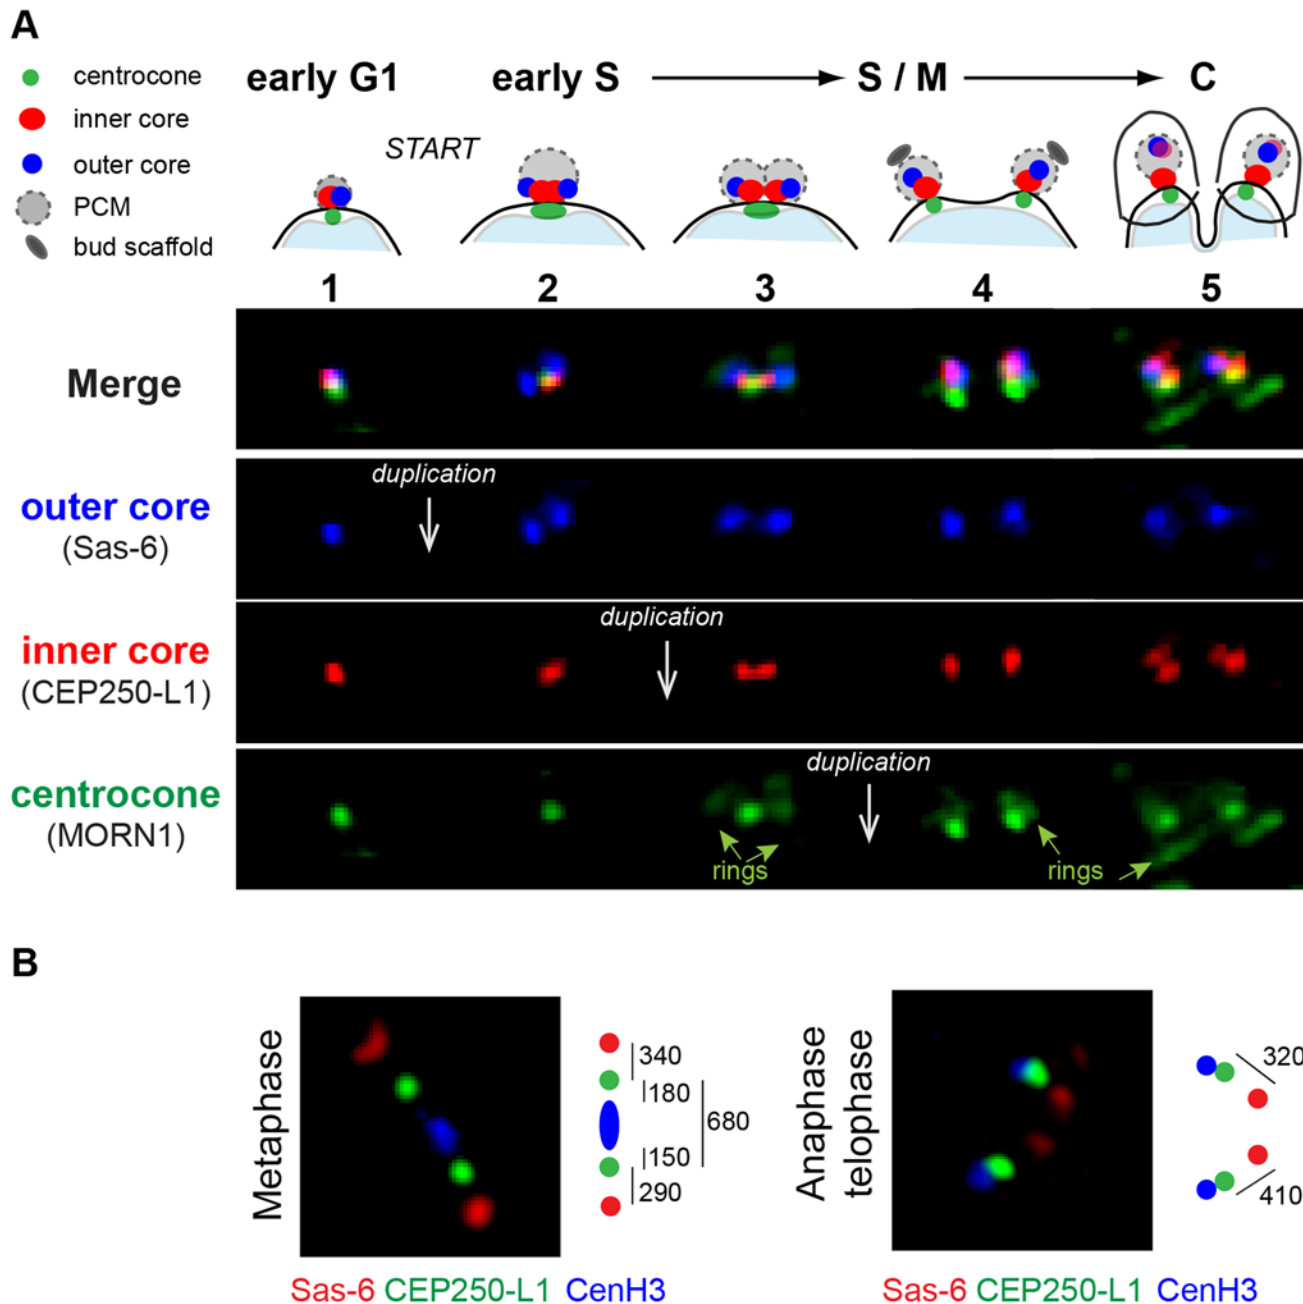 A
centrocone
inner core
outer core
PCM
bud scaffold
early G1
early S
S / M
C
START
1
2
3
4
5
Merge
outer core
(Sas-6)
duplication
inner core
(CEP250-L1)
duplication
centrocone
(MORN1)
duplication
rings
rings
B
Metaphase
340
180
680
150
290
Sas-6 CEP250-L1 CenH3
Anaphase
telophase
320
410
Sas-6 CEP250-L1 CenH3